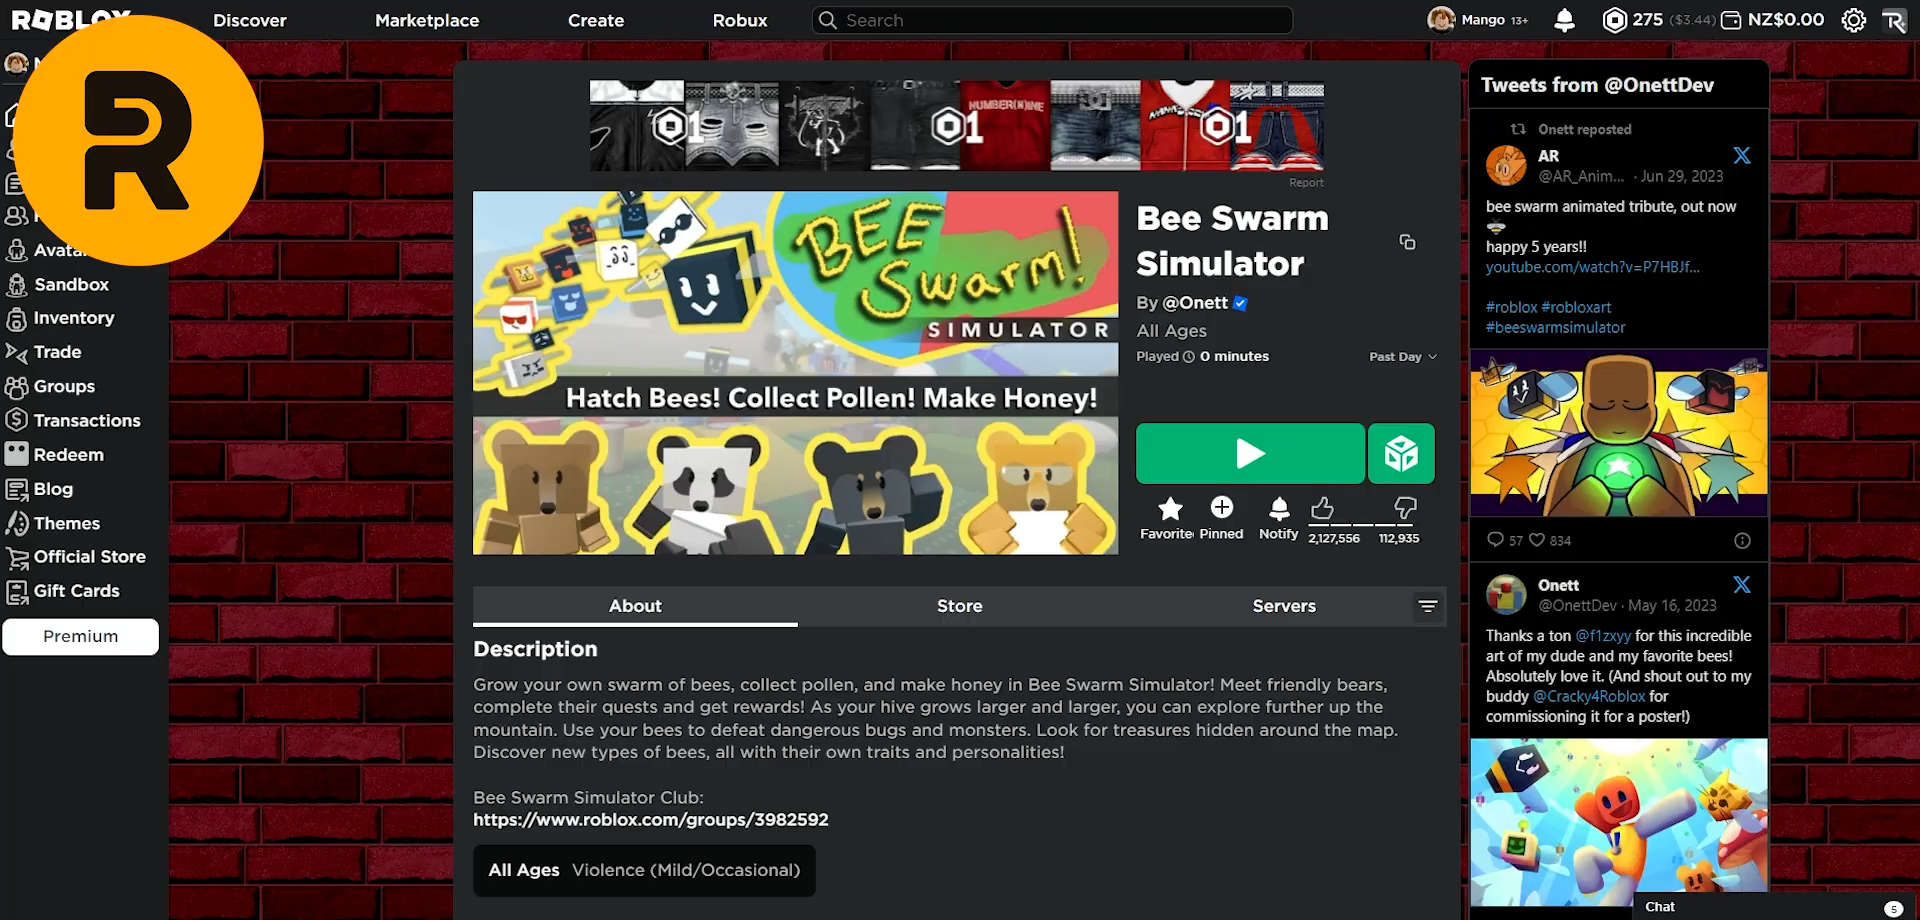 ROBLOX
Discover
Marketplace
Create
Robux
Search
Mango 13+
275 ($3.44)
NZ$0.00
R
Sandbox
Inventory
Trade
Groups
Transactions
Redeem
Blog
Themes
Official Store
Gift Cards
Premium
1
NUMBER(N)INE
1
1
Report
BEE
Swarm!
SIMULATOR
Hatch Bees! Collect Pollen! Make Honey!
Bee Swarm
Simulator
By @Onett
All Ages
Played 0 minutes
Past Day
Favorite
Pinned
Notify
2,127,556
112,935
About
Store
Servers
Description
Grow your own swarm of bees, collect pollen, and make honey in Bee Swarm Simulator! Meet friendly bears,
complete their quests and get rewards! As your hive grows larger and larger, you can explore further up the
mountain. Use your bees to defeat dangerous bugs and monsters. Look for treasures hidden around the map.
Discover new types of bees, all with their own traits and personalities!
Bee Swarm Simulator Club:
https://www.roblox.com/groups/3982592
All Ages Violence (Mild/Occasional)
Tweets from @OnettDev
Onett reposted
AR
@AR_Anim... · Jun 29, 2023
bee swarm animated tribute, out now
happy 5 years!!
youtube.com/watch?v=P7HBJf...
#roblox #robloxart
#beeswarmsimulator
57
834
Onett
@OnettDev · May 16, 2023
Thanks a ton @f1zxyy for this incredible
art of my dude and my favorite bees!
Absolutely love it. (And shout out to my
buddy @Cracky4Roblox for
commissioning it for a poster!)
Chat
5